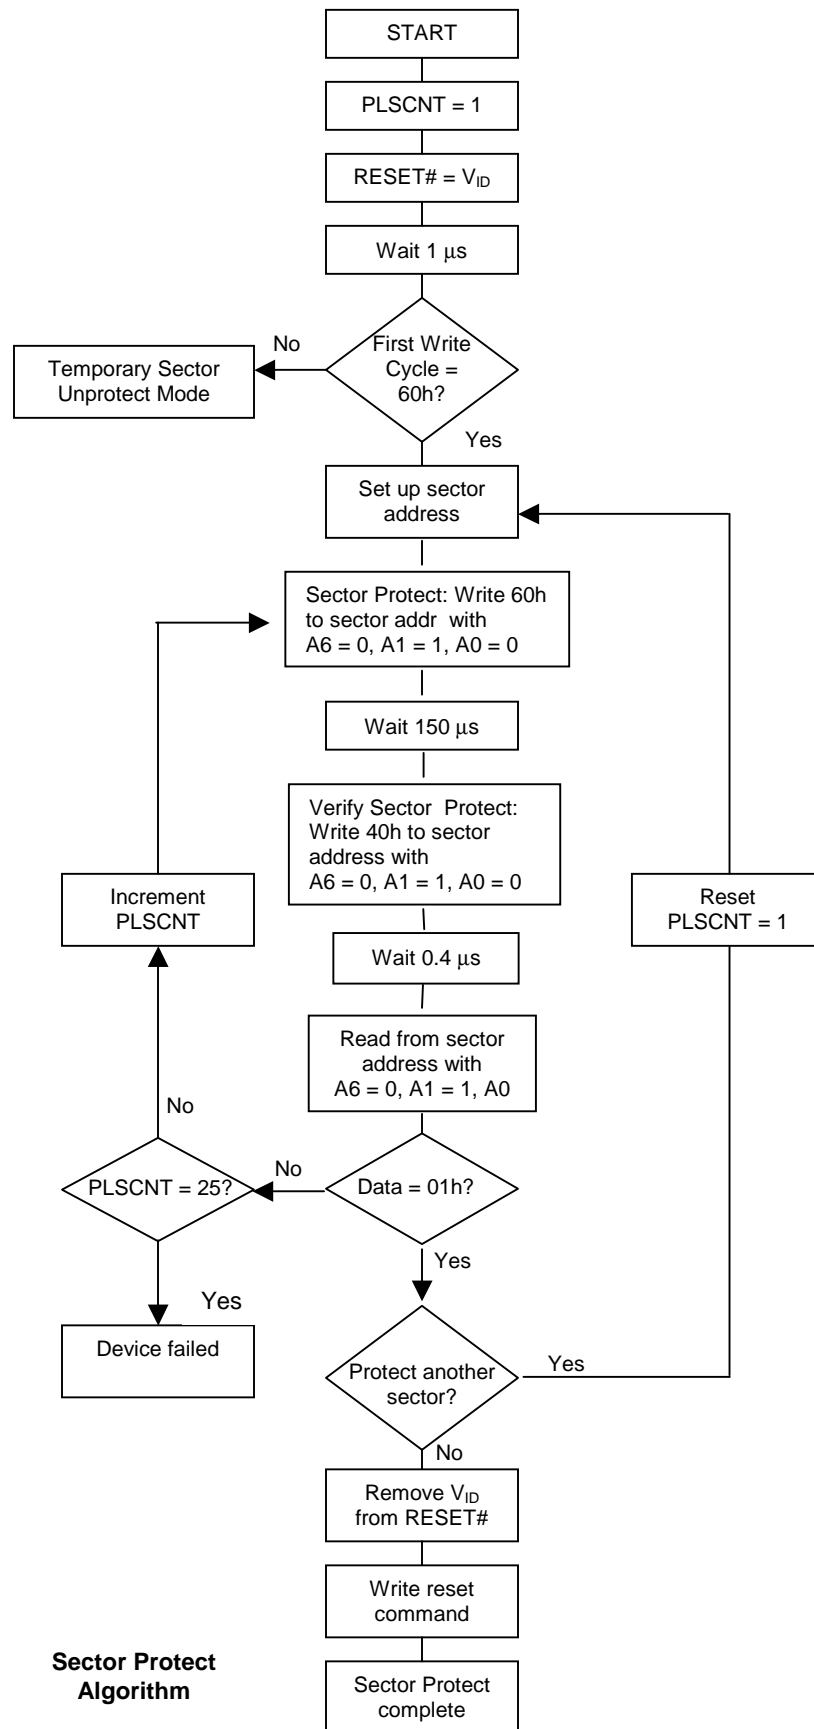 START
PLSCNT = 1
RESET# = VID
Wait 1 μs
No
First Write
Cycle =
60h?
Temporary Sector
Unprotect Mode
Yes
Set up sector
address
Sector Protect: Write 60h
to sector addr with
A6 = 0, A1 = 1, A0 = 0
Wait 150 μs
Verify Sector Protect:
Write 40h to sector
address with
A6 = 0, A1 = 1, A0 = 0
Increment
PLSCNT
Reset
PLSCNT = 1
Wait 0.4 μs
Read from sector
address with
A6 = 0, A1 = 1, A0
No
No
PLSCNT = 25?
Data = 01h?
Yes
Yes
Device failed
Protect another
sector?
Yes
No
Remove VID
from RESET#
Write reset
command
Sector Protect
Algorithm
Sector Protect
complete